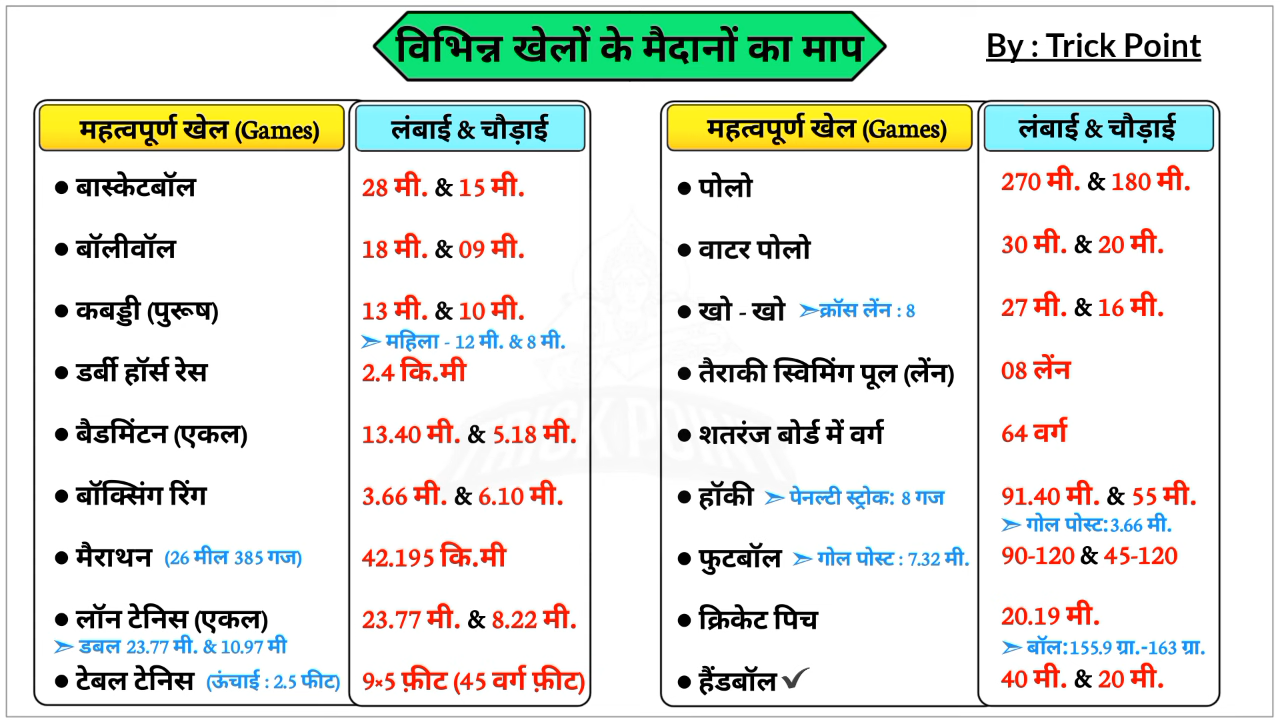 विभिन्न खेलों के मैदानों का माप
By : Trick Point
महत्वपूर्ण खेल (Games) लंबाई & चौड़ाई
● बास्केटबॉल 28 मी. & 15 मी.
● बॉलीवॉल 18 मी. & 09 मी.
● कबड्डी (पुरूष) 13 मी. & 10 मी.
➣ महिला - 12 मी. & 8 मी.
● डर्बी हॉर्स रेस 2.4 कि.मी
● बैडमिंटन (एकल) 13.40 मी. & 5.18 मी.
● बॉक्सिंग रिंग 3.66 मी. & 6.10 मी.
● मैराथन (26 मील 385 गज) 42.195 कि.मी
● लॉन टेनिस (एकल) 23.77 मी. & 8.22 मी.
➣ डबल 23.77 मी. & 10.97 मी
● टेबल टेनिस (ऊंचाई : 2.5 फीट) 9×5 फ़ीट (45 वर्ग फ़ीट)
महत्वपूर्ण खेल (Games) लंबाई & चौड़ाई
● पोलो 270 मी. & 180 मी.
● वाटर पोलो 30 मी. & 20 मी.
● खो - खो ➣क्रॉस लेंन : 8 27 मी. & 16 मी.
● तैराकी स्विमिंग पूल (लेंन) 08 लेंन
● शतरंज बोर्ड में वर्ग 64 वर्ग
● हॉकी ➣ पेनल्टी स्ट्रोक: 8 गज 91.40 मी. & 55 मी.
➣ गोल पोस्ट:3.66 मी.
● फुटबॉल ➣ गोल पोस्ट : 7.32 मी. 90-120 & 45-120
● क्रिकेट पिच 20.19 मी.
➣ बॉल:155.9 ग्रा.-163 ग्रा.
● हैंडबॉल ✓ 40 मी. & 20 मी.
TRICK POINT